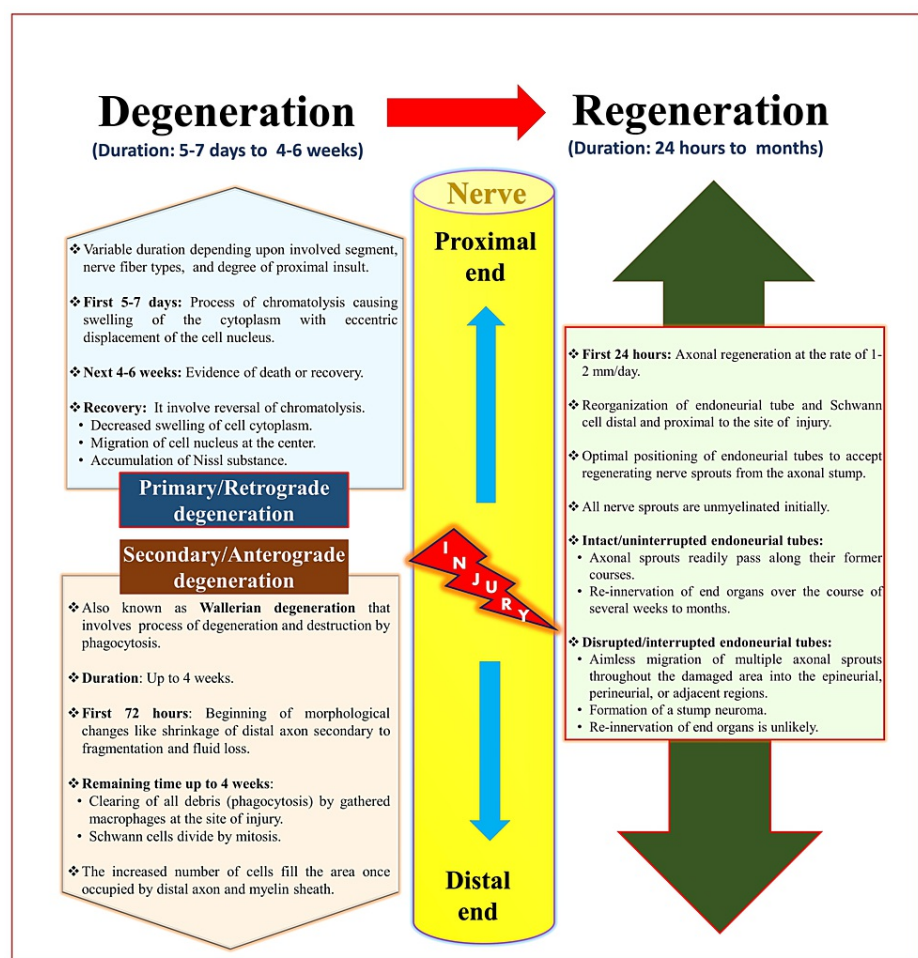 Degeneration
(Duration: 5-7 days to 4-6 weeks)
Regeneration
(Duration: 24 hours to months)
❖ Variable duration depending upon involved segment,
nerve fiber types, and degree of proximal insult.
❖ First 5-7 days: Process of chromatolysis causing
swelling of the cytoplasm with eccentric
displacement of the cell nucleus.
❖ Next 4-6 weeks: Evidence of death or recovery.
❖ Recovery: It involve reversal of chromatolysis.
• Decreased swelling of cell cytoplasm.
• Migration of cell nucleus at the center.
• Accumulation of Nissl substance.
Primary/Retrograde
degeneration
Secondary/Anterograde
degeneration
❖ Also known as Wallerian degeneration that
involves process of degeneration and destruction by
phagocytosis.
❖ Duration: Up to 4 weeks.
❖ First 72 hours: Beginning of morphological
changes like shrinkage of distal axon secondary to
fragmentation and fluid loss.
❖ Remaining time up to 4 weeks:
• Clearing of all debris (phagocytosis) by gathered
macrophages at the site of injury.
• Schwann cells divide by mitosis.
❖ The increased number of cells fill the area once
occupied by distal axon and myelin sheath.
Nerve
Proximal
end
INJURY
Distal
end
❖ First 24 hours: Axonal regeneration at the rate of 1-
2 mm/day.
❖ Reorganization of endoneurial tube and Schwann
cell distal and proximal to the site of injury.
❖ Optimal positioning of endoneurial tubes to accept
regenerating nerve sprouts from the axonal stump.
❖ All nerve sprouts are unmyelinated initially.
❖ Intact/uninterrupted endoneurial tubes:
• Axonal sprouts readily pass along their former
courses.
• Re-innervation of end organs over the course of
several weeks to months.
❖ Disrupted/interrupted endoneurial tubes:
• Aimless migration of multiple axonal sprouts
throughout the damaged area into the epineurial,
perineurial, or adjacent regions.
• Formation of a stump neuroma.
• Re-innervation of end organs is unlikely.